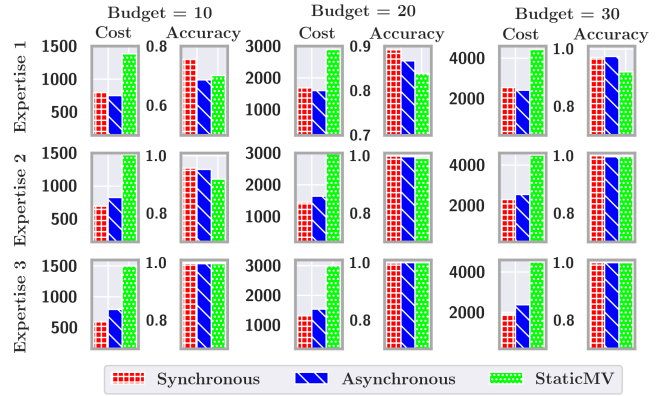 Budget = 10 Budget = 20 Budget = 30
Cost Accuracy Cost Accuracy Cost Accuracy
Expertise 1
1500 1000 500 0.8 0.6 3000 2000 1000 0.9 0.8 0.7 4000 2000 1.0 0.8
Expertise 2
1500 1000 500 1.0 0.8 3000 2000 1000 1.0 0.8 4000 2000 1.0 0.8
Expertise 3
1500 1000 500 1.0 0.8 3000 2000 1000 1.0 0.8 4000 2000 1.0 0.8
Synchronous Asynchronous StaticMV